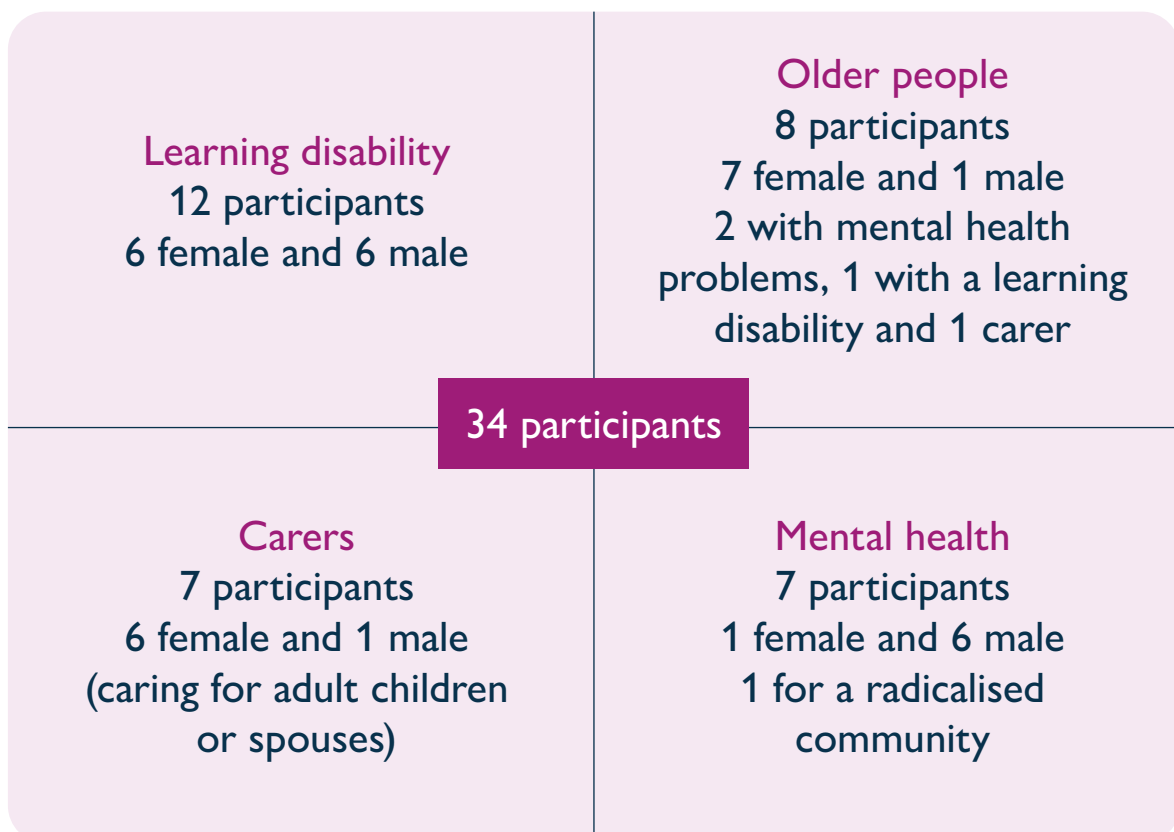 Learning disability
12 participants
6 female and 6 male
Older people
8 participants
7 female and 1 male
2 with mental health
problems, 1 with a learning
disability and 1 carer
34 participants
Carers
7 participants
6 female and 1 male
(caring for adult children
or spouses)
Mental health
7 participants
1 female and 6 male
1 for a radicalised
community